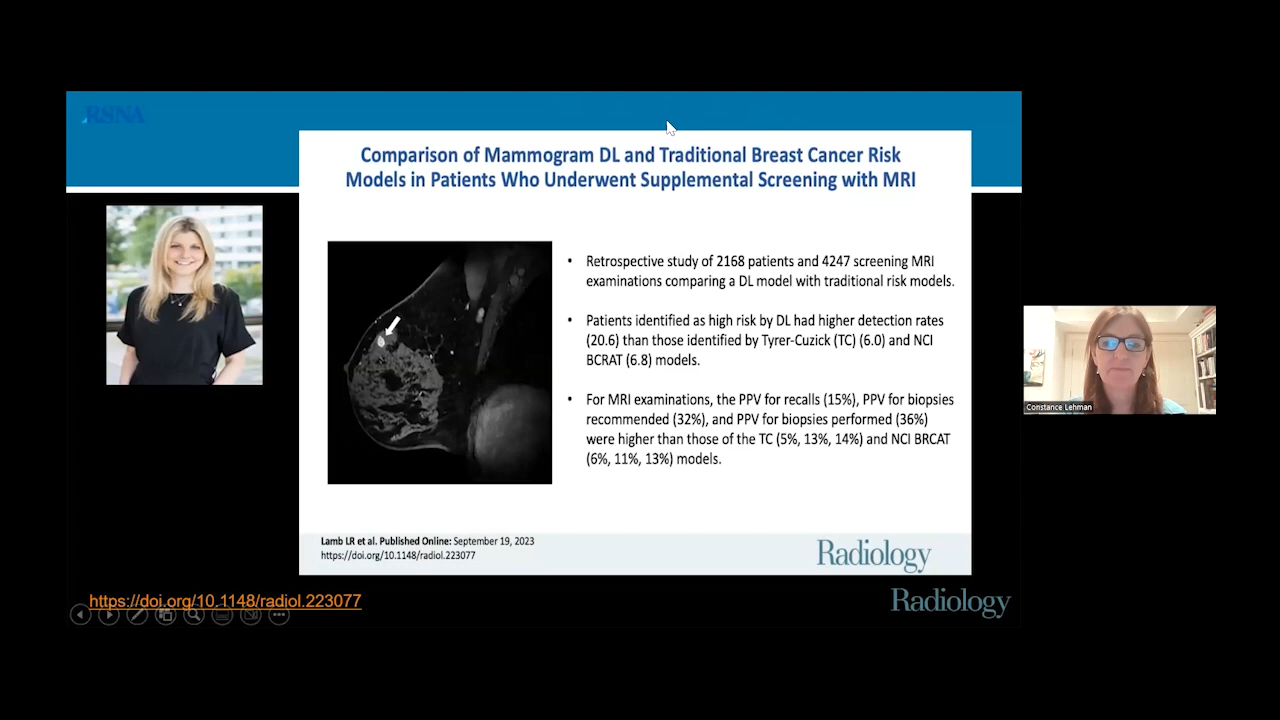 RSNA
Comparison of Mammogram DL and Traditional Breast Cancer Risk
Models in Patients Who Underwent Supplemental Screening with MRI
• Retrospective study of 2168 patients and 4247 screening MRI
examinations comparing a DL model with traditional risk models.
• Patients identified as high risk by DL had higher detection rates
(20.6) than those identified by Tyrer-Cuzick (TC) (6.0) and NCI
BCRAT (6.8) models.
• For MRI examinations, the PPV for recalls (15%), PPV for biopsies
recommended (32%), and PPV for biopsies performed (36%)
were higher than those of the TC (5%, 13%, 14%) and NCI BRCAT
(6%, 11%, 13%) models.
Constance Lehman
Lamb LR et al. Published Online: September 19, 2023
https://doi.org/10.1148/radiol.223077
Radiology
https://doi.org/10.1148/radiol.223077
Radiology